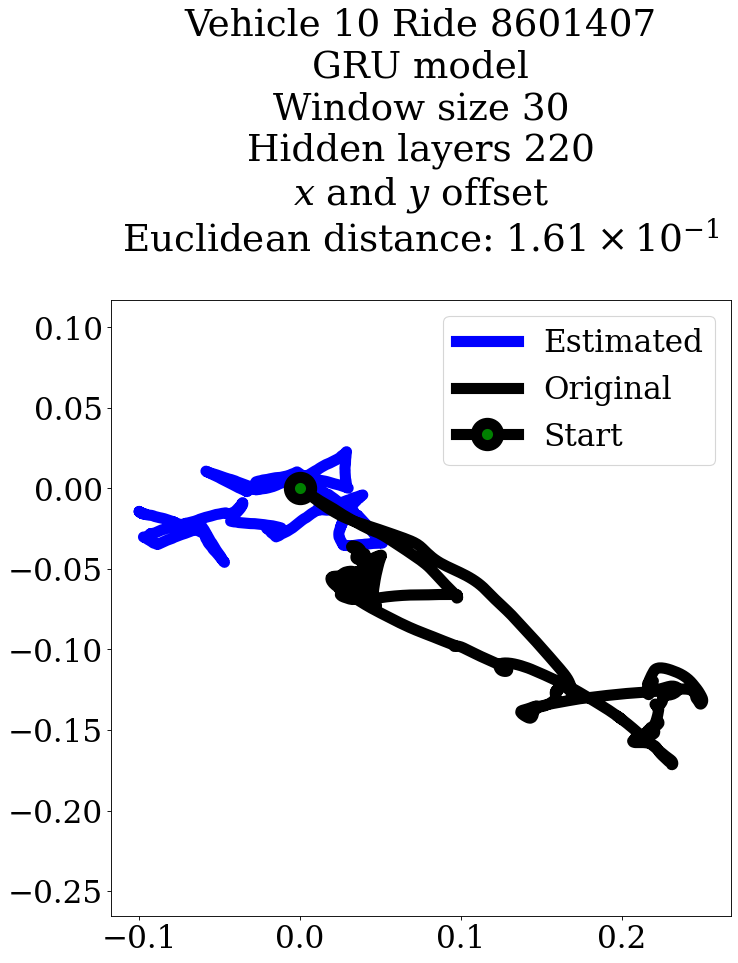 Vehicle 10 Ride 8601407
GRU model
Window size 30
Hidden layers 220
x and y offset
Euclidean distance: 1.61 × 10⁻¹
Estimated
Original
Start
0.10
0.05
0.00
−0.05
−0.10
−0.15
−0.20
−0.25
−0.1 0.0 0.1 0.2